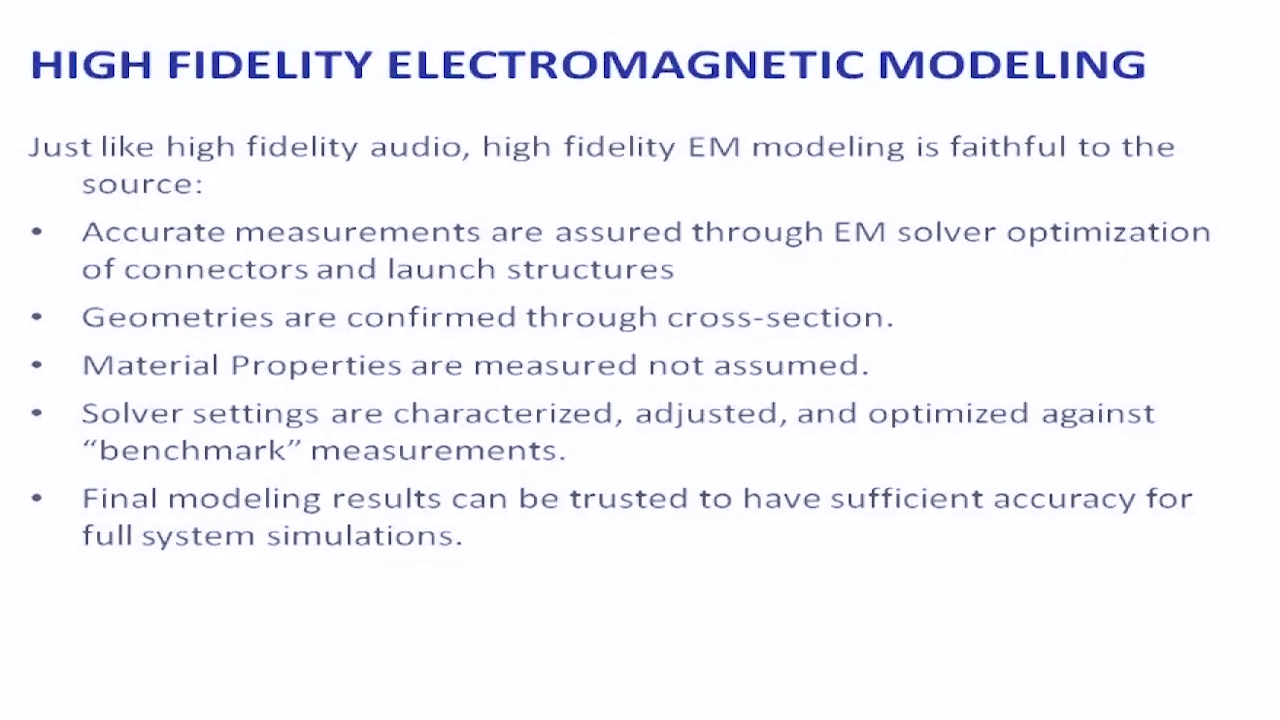 HIGH FIDELITY ELECTROMAGNETIC MODELING
Just like high fidelity audio, high fidelity EM modeling is faithful to the
source:
• Accurate measurements are assured through EM solver optimization
of connectors and launch structures
• Geometries are confirmed through cross-section.
• Material Properties are measured not assumed.
• Solver settings are characterized, adjusted, and optimized against
“benchmark” measurements.
• Final modeling results can be trusted to have sufficient accuracy for
full system simulations.